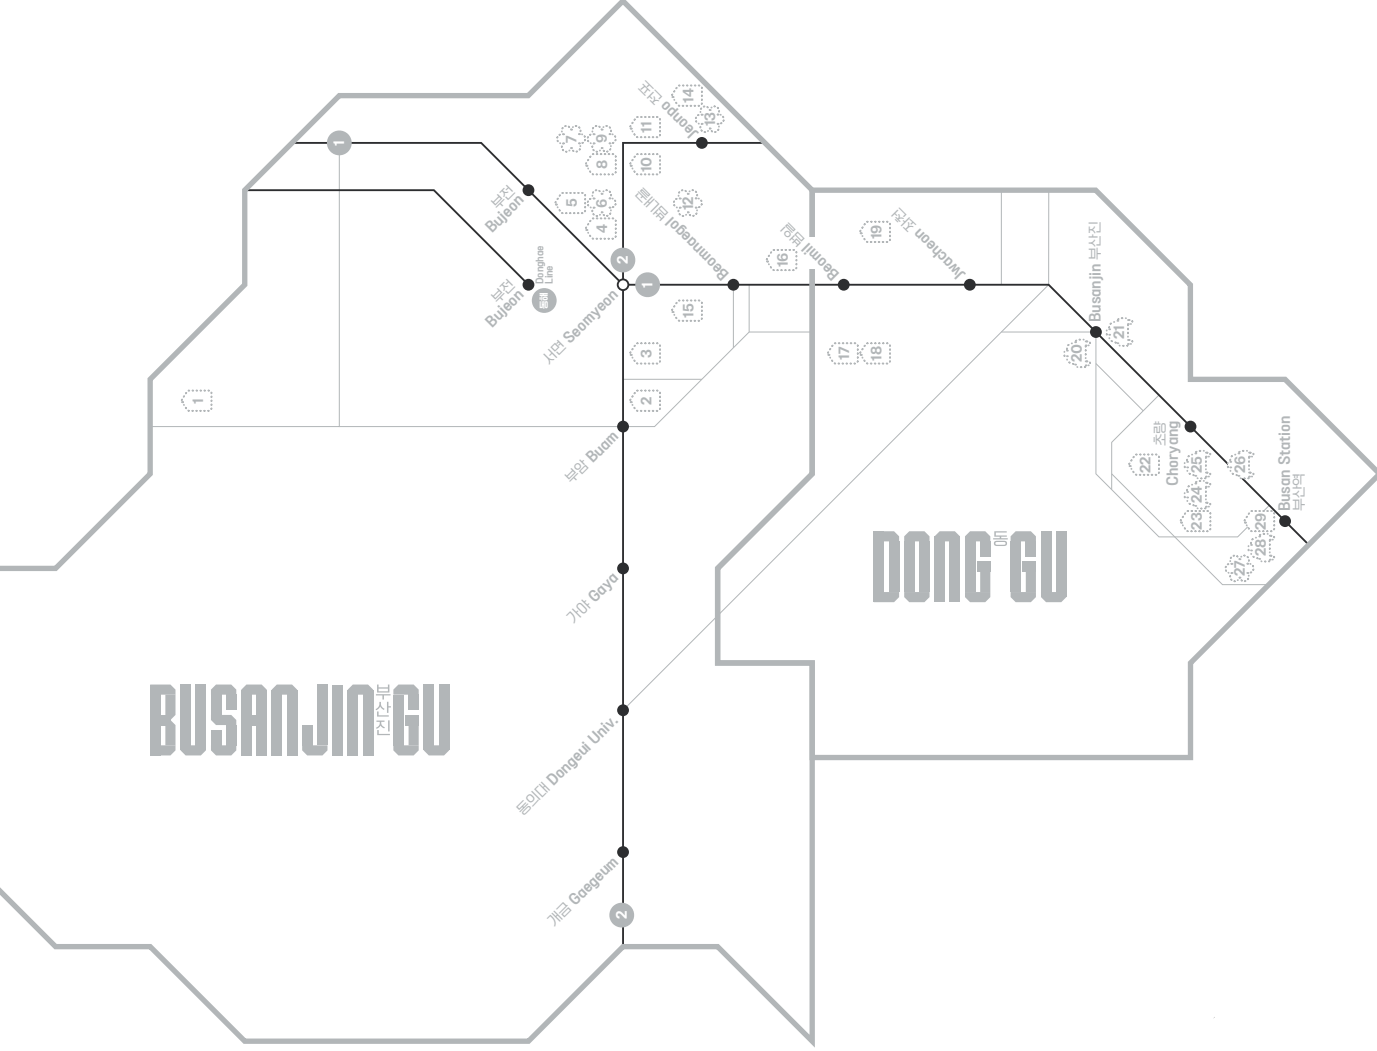 14
전포 Jeonpo
13
11
7
9
8
10
1
부전
Bujeon
5
6
4
12
범내골 Beomnaegol
2
16
범일 Beomil
19
좌천 Jwacheon
부전
Bujeon
동해
Donghae
Line
1
서면 Seomyeon
15
Busanjin 부산진
3
17
18
20
21
1
2
부암 Buam
초량
Choryang
22
25
26
24
23
Busan Station
부산역
29
28
27
DONG-GU
동
가야 Gaya
BUSANJIN-GU
부산진
동의대 Dongeui Univ.
개금 Gaegeum
2